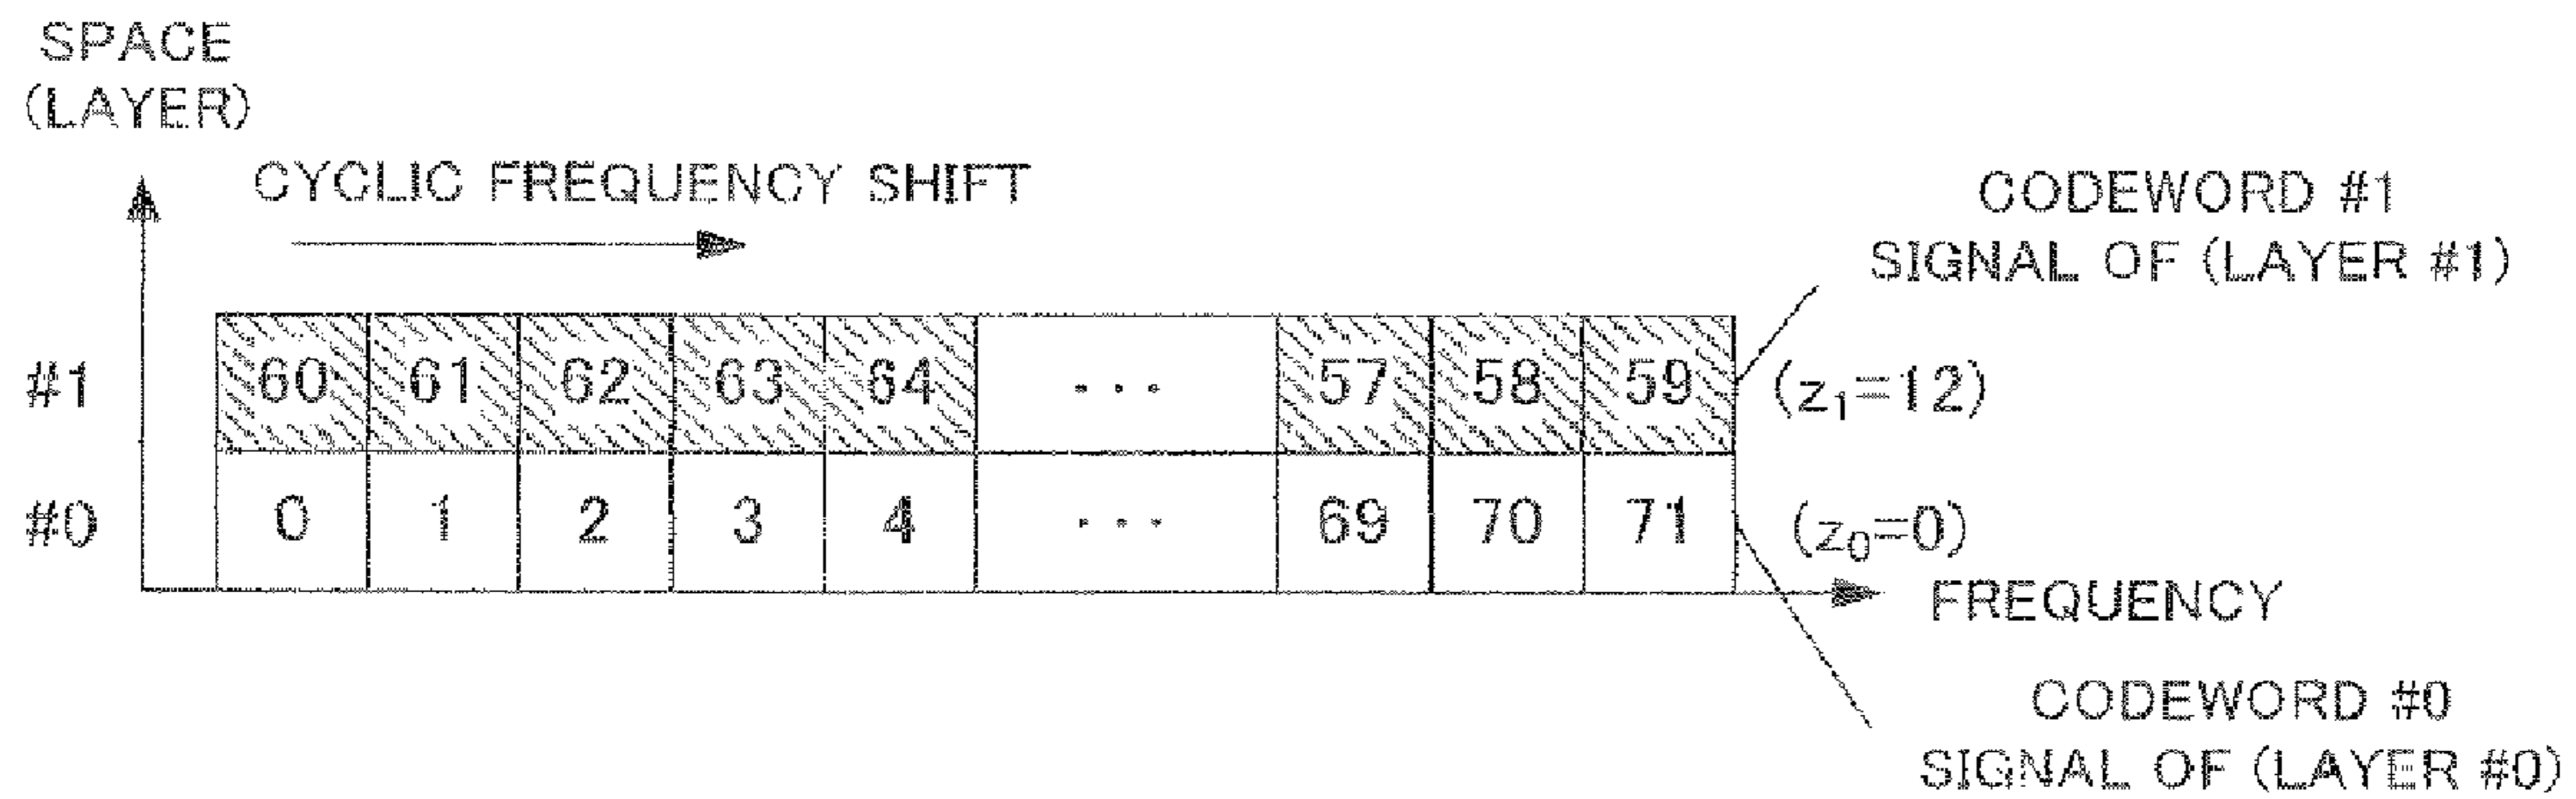 SPACE
(LAYER)
CYCLIC FREQUENCY SHIFT
CODEWORD #1
SIGNAL OF (LAYER #1)
#1 60 61 62 63 64 ... 57 58 59 (z1=12)
#0 0 1 2 3 4 ... 69 70 71 (z0=0)
FREQUENCY
CODEWORD #0
SIGNAL OF (LAYER #0)